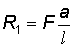 R₁ = F a/l